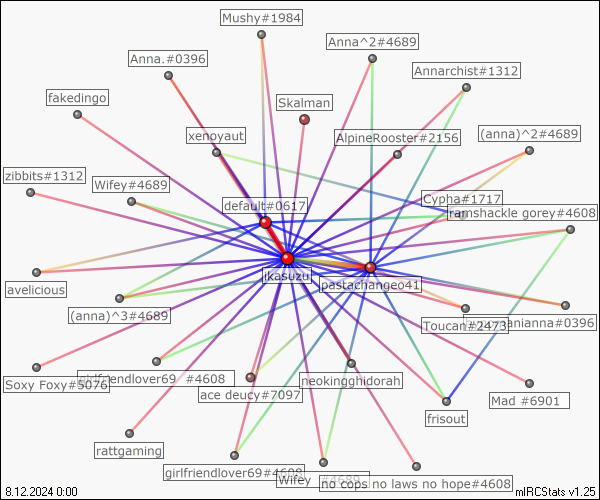 Mushy#1984
Anna^2#4689
Anna.#0396
Annarchist#1312
fakedingo
Skalman
xenoyaut
AlpineRooster#2156
(anna)^2#4689
zibbits#1312
Wifey#4689
Cypha#1717
default#0617
ramshackle gorey#4608
jkasuzu
pastachangeo41
avelicious
(anna)^3#4689
Toucan#2473
anianna#0396
Soxy Foxy#5076
girlfriendlover69 #4608
neokingghidorah
ace deucy#7097
Mad #6901
frisout
rattgaming
girlfriendlover69#4608
Wifey #4689
no cops no laws no hope#4608
8.12.2024 0:00
mIRCStats v1.25